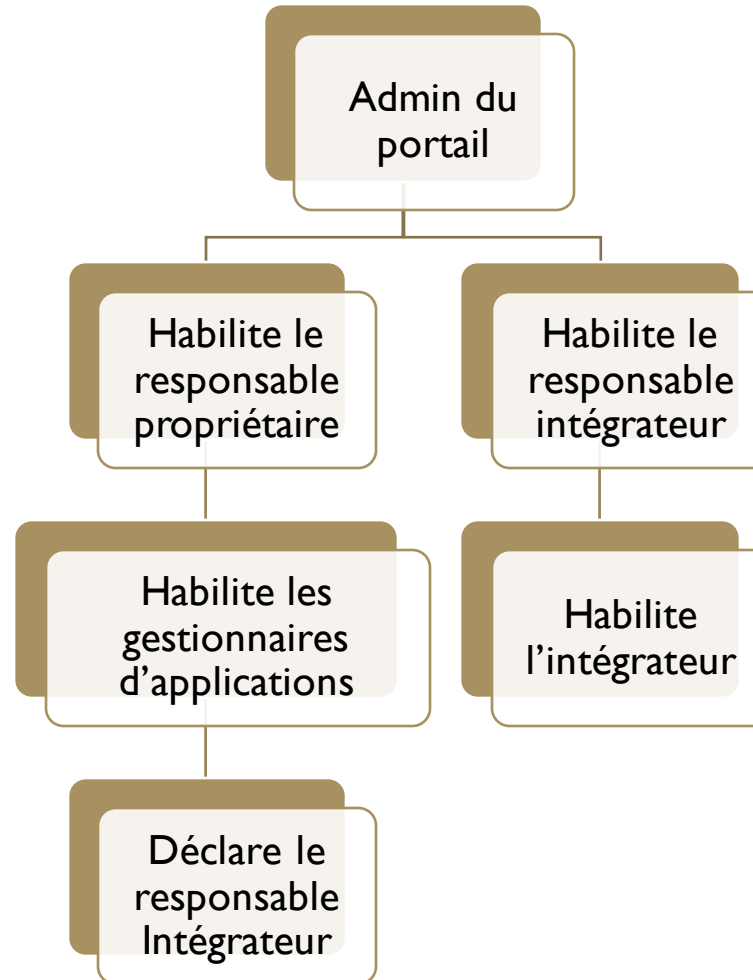 Admin du
portail
Habilite le
responsable
propriétaire
Habilite le
responsable
intégrateur
Habilite les
gestionnaires
d’applications
Habilite
l’intégrateur
Déclare le
responsable
Intégrateur